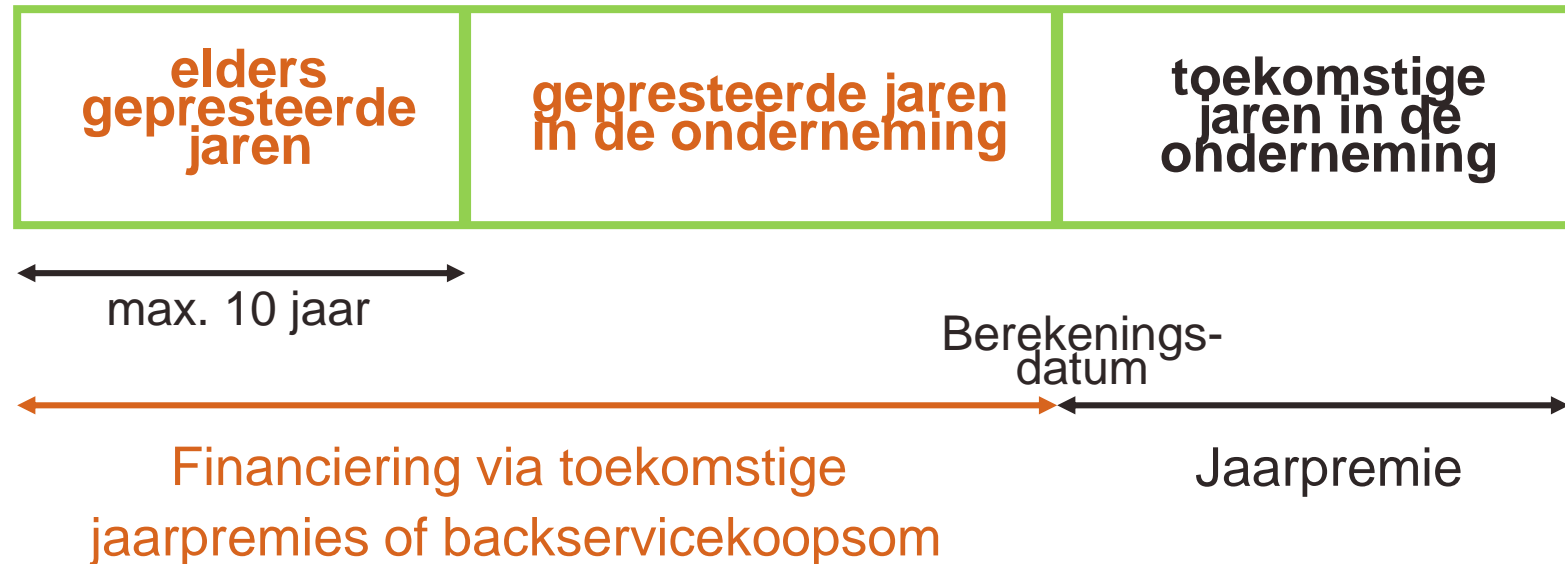 elders
gepresteerde
jaren
gepresteerde jaren
in de onderneming
toekomstige
jaren in de
onderneming
max. 10 jaar
Berekenings-
datum
Financiering via toekomstige
jaarpremies of backservicekoopsom
Jaarpremie